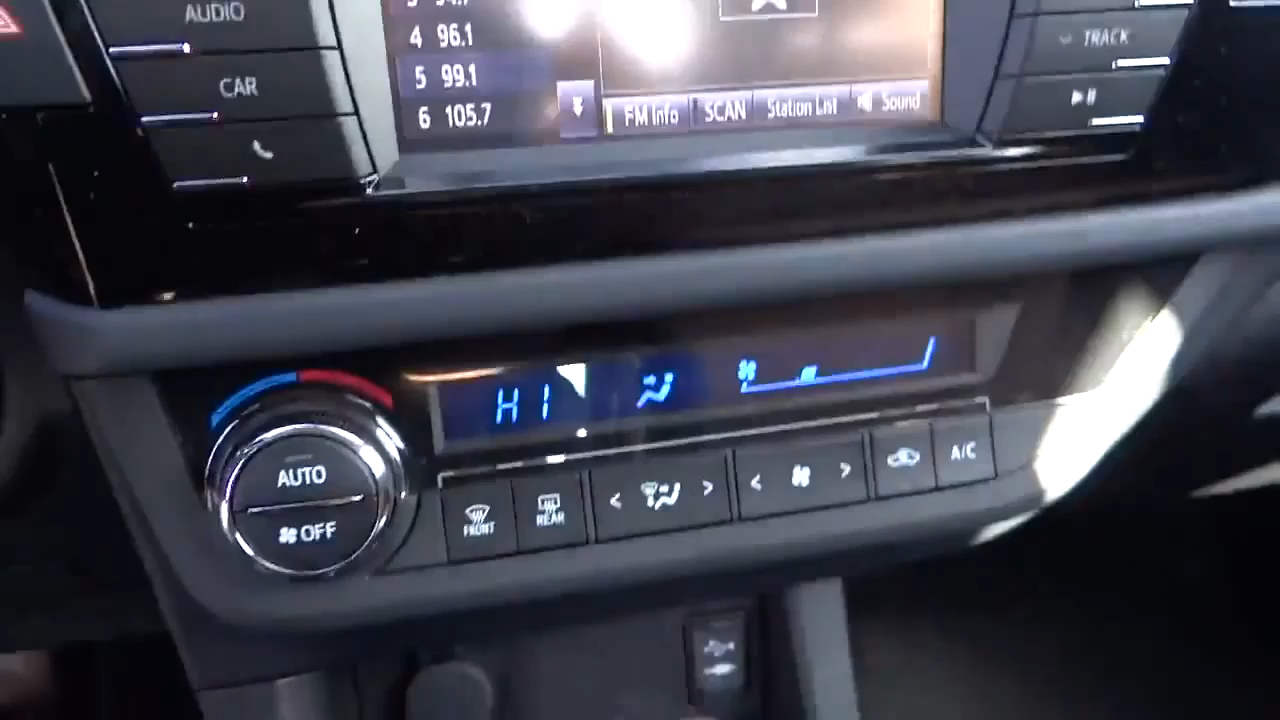 AUDIO
4 96.1
TRACK
5 99.1
CAR
6 105.7
FM Info SCAN Station List Sound
HI
AUTO
OFF
FRONT
REAR
A/C